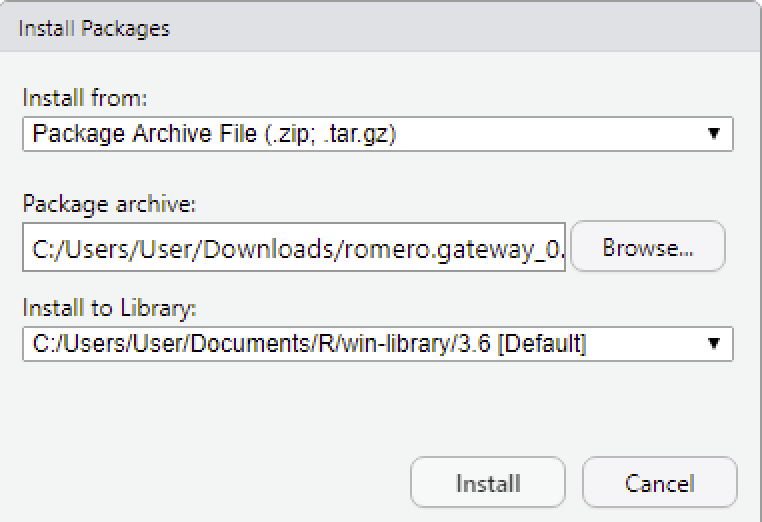 Install Packages
Install from:
Package Archive File (.zip; .tar.gz)
Package archive:
C:/Users/User/Downloads/romero.gateway_0.
Browse...
Install to Library:
C:/Users/User/Documents/R/win-library/3.6 [Default]
Install
Cancel